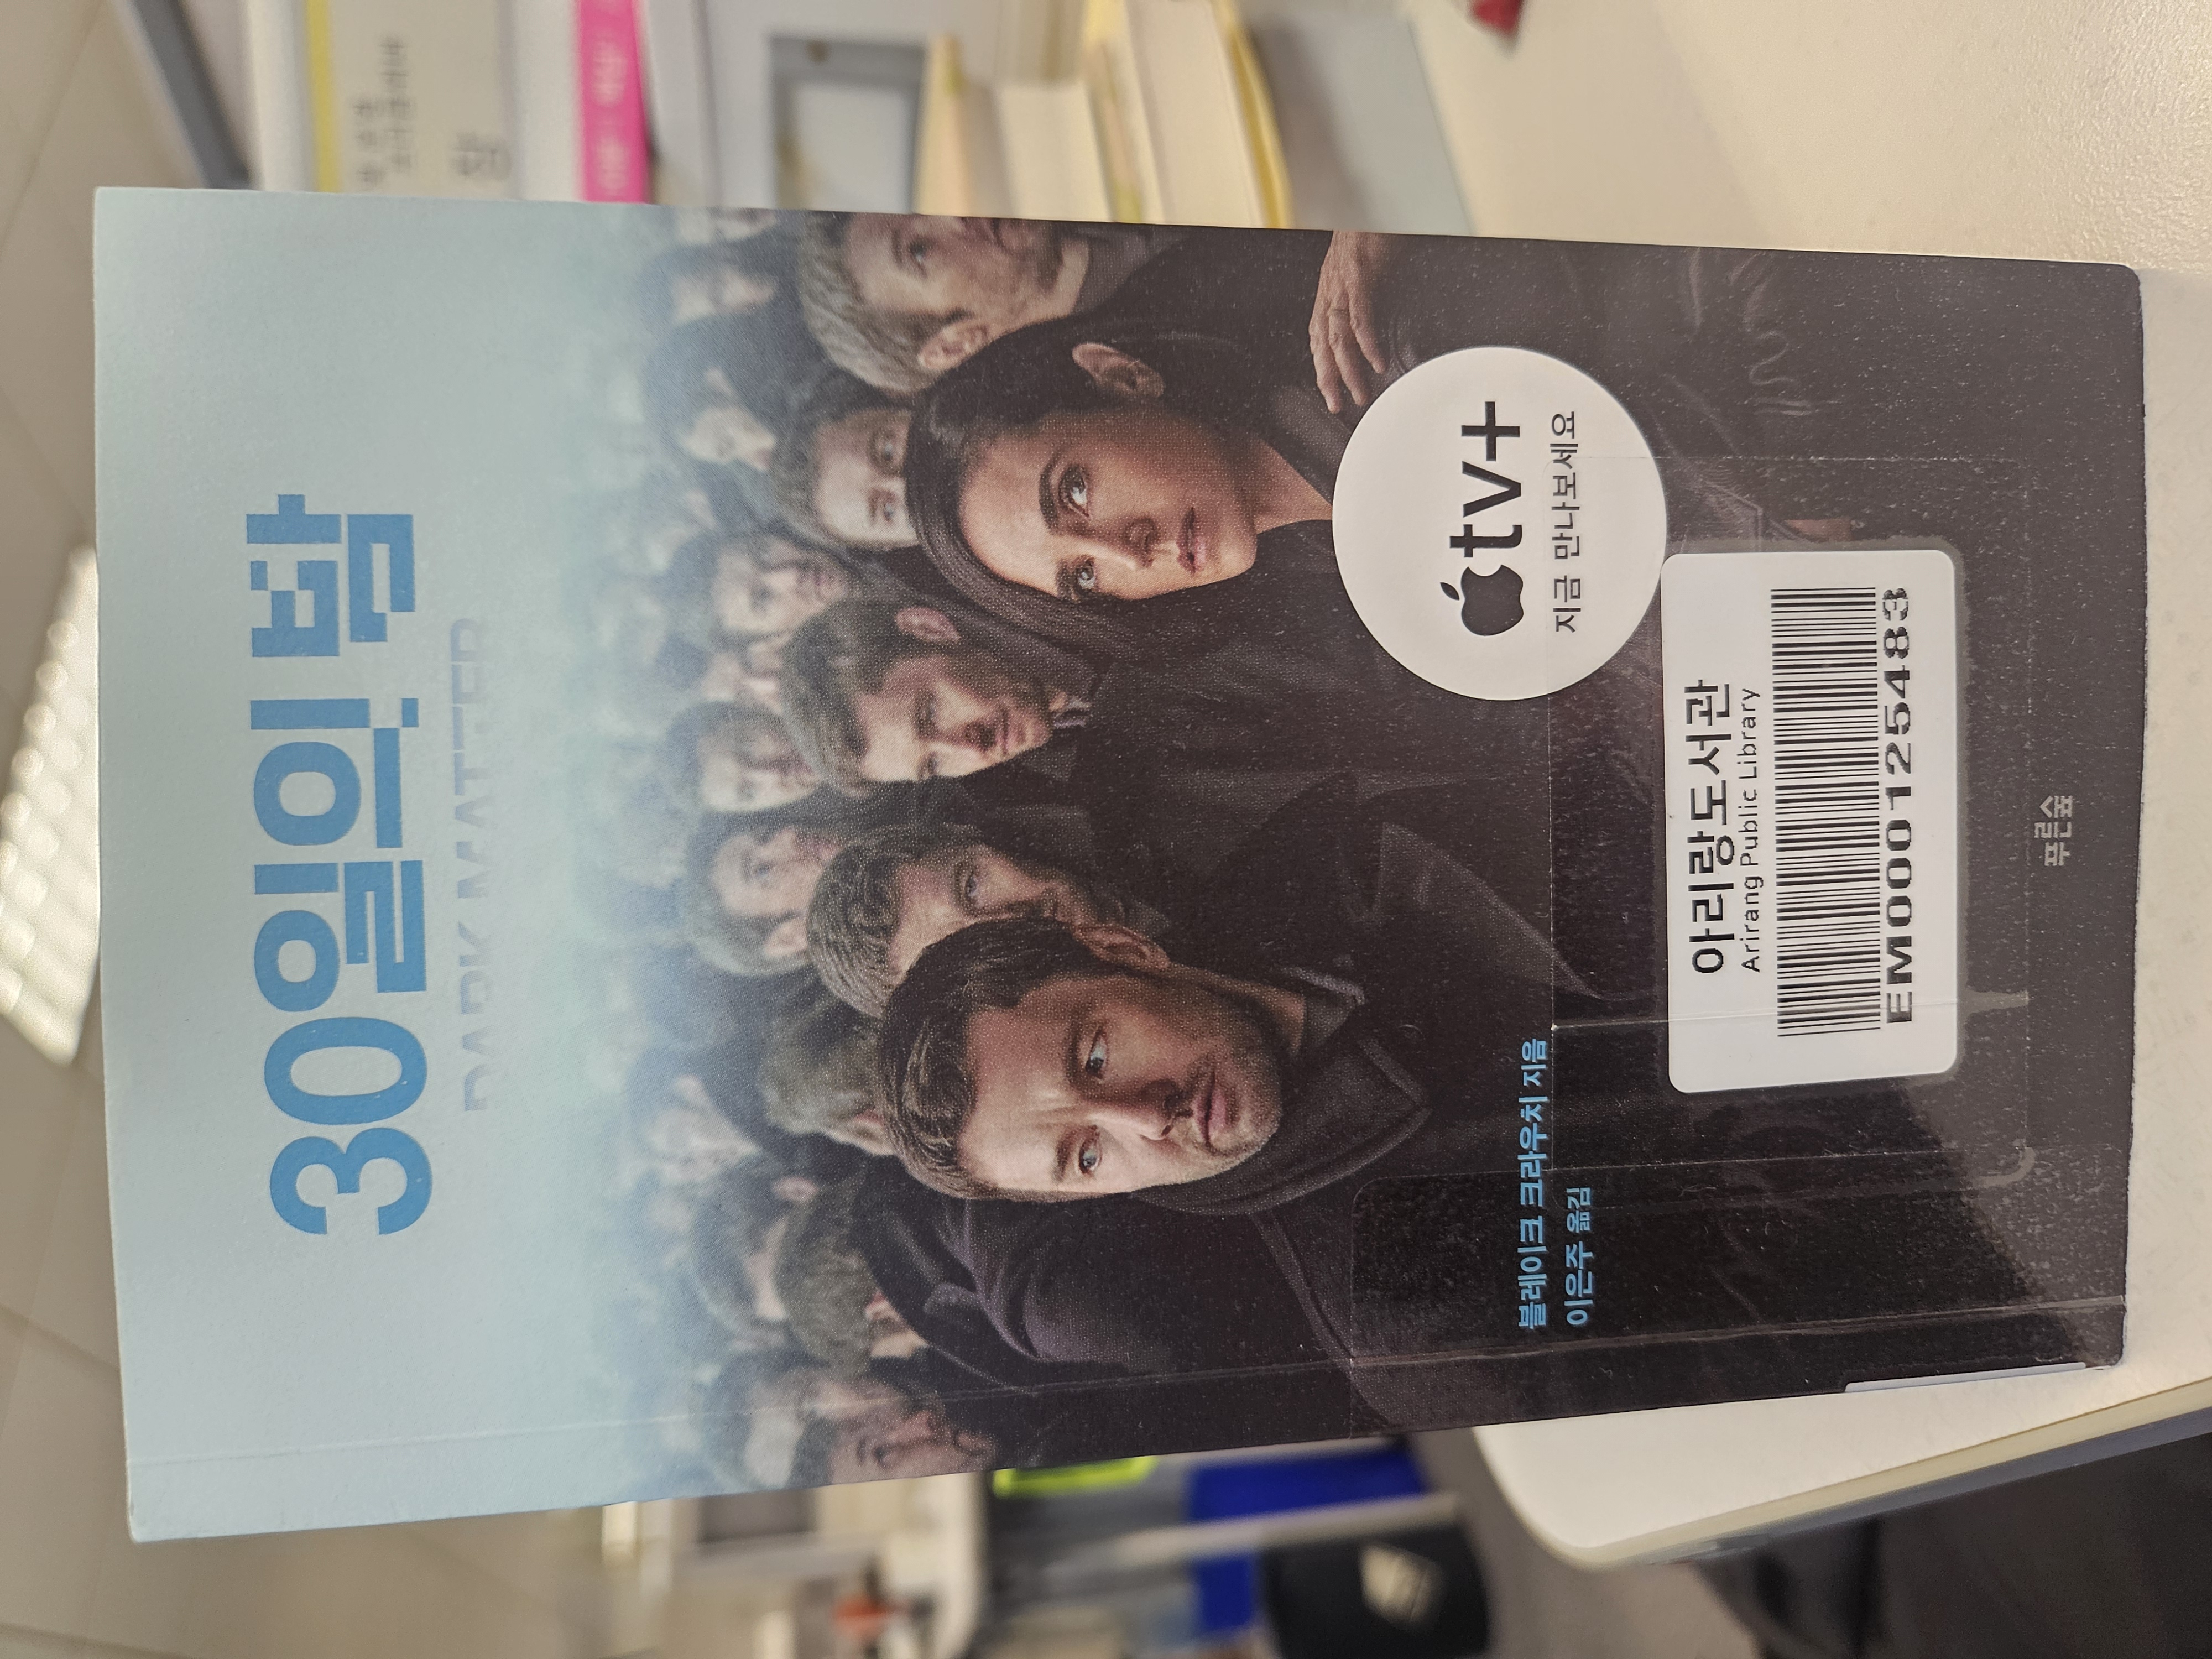 30일의 밤
DARK MATTER
tv+
지금 만나보세요
블레이크 크라우치 지음
이은주 옮김
아리랑도서관
Arirang Public Library
EM0000125483
푸른숲